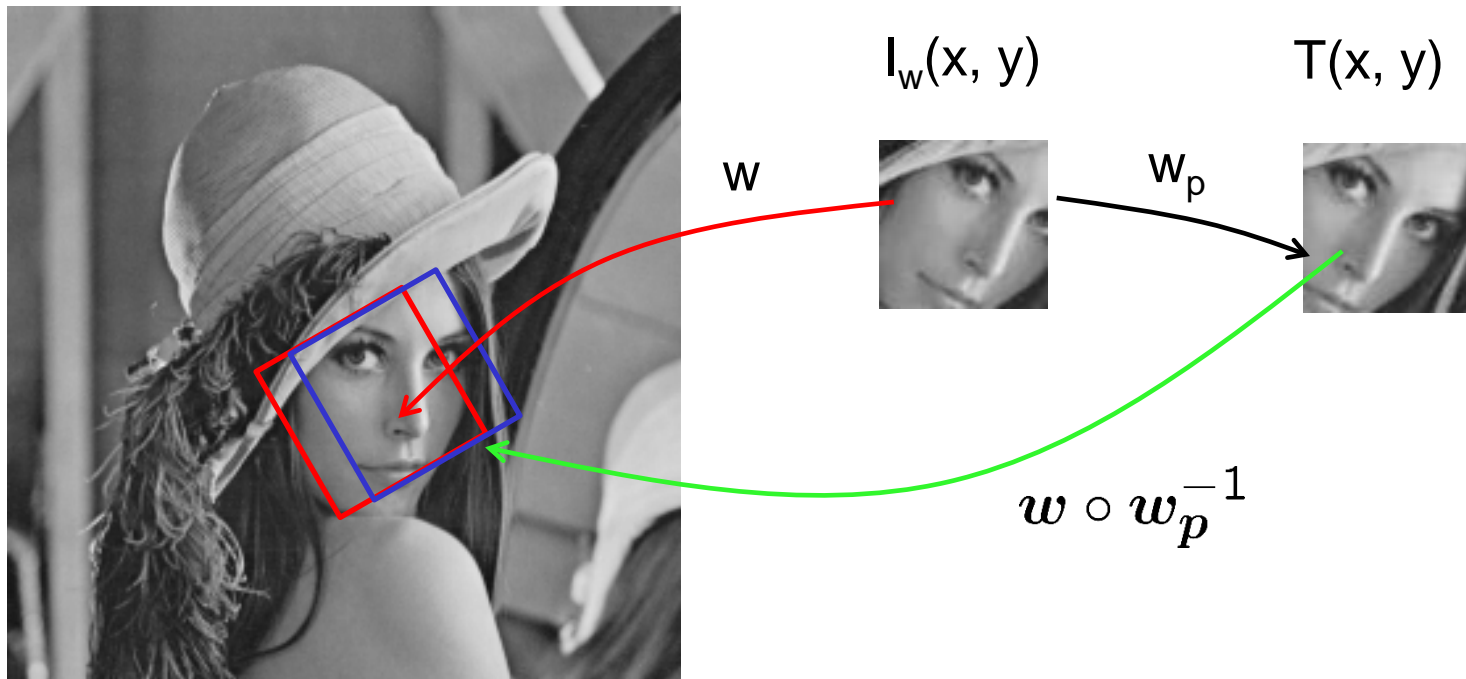 I_w(x, y)
T(x, y)
w
w_p
w ∘ w_p^{-1}